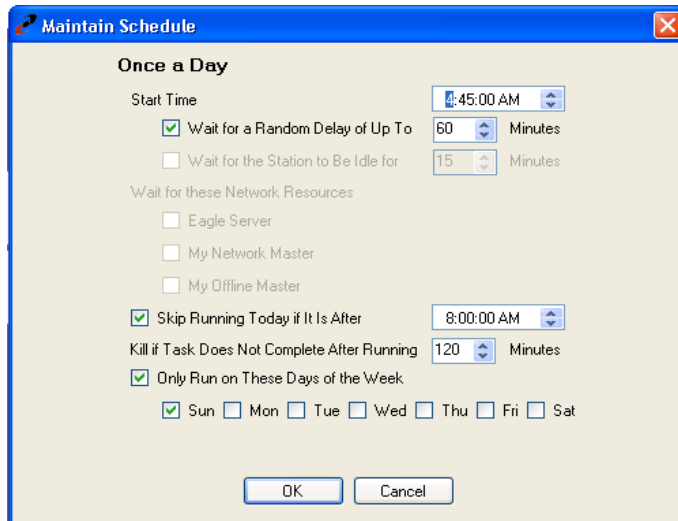 Maintain Schedule
Once a Day
Start Time 4:45:00 AM
Wait for a Random Delay of Up To 60 Minutes
Wait for the Station to Be Idle for 15 Minutes
Wait for these Network Resources
Eagle Server
My Network Master
My Offline Master
Skip Running Today if It Is After 8:00:00 AM
Kill if Task Does Not Complete After Running 120 Minutes
Only Run on These Days of the Week
Sun Mon Tue Wed Thu Fri Sat
OK Cancel